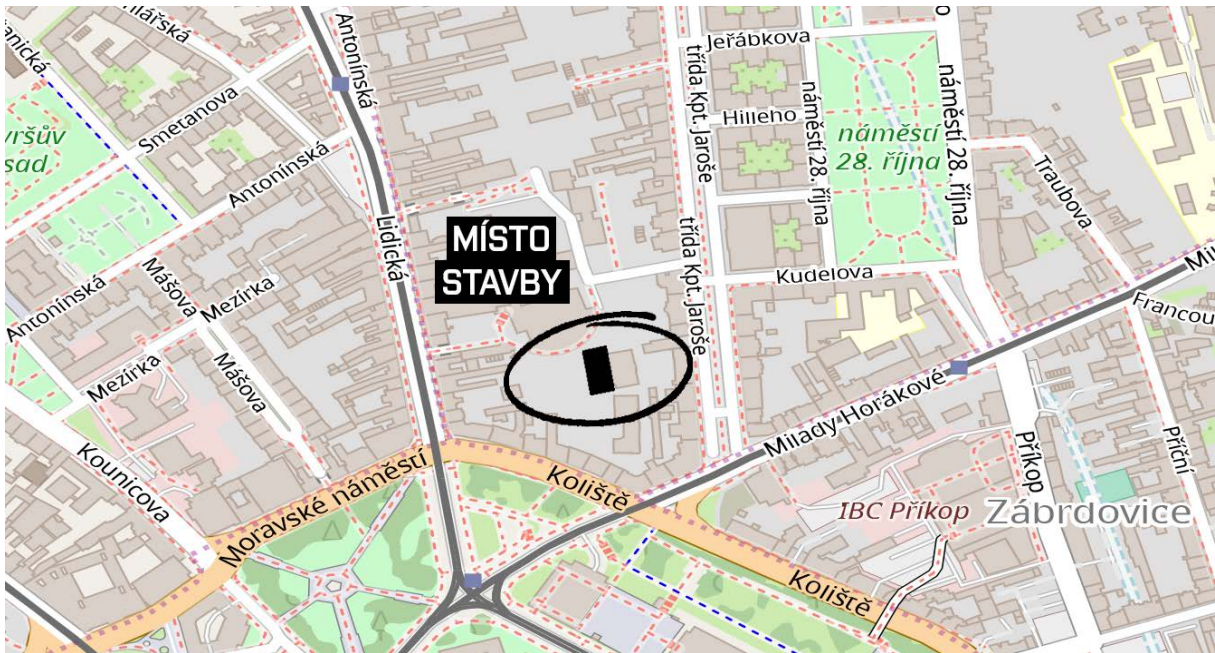 Antonínská
Jeřábkova
Smetanova
třída Kpt. Jaroše
náměstí 28. října
náměstí 28. října
Hilleho
náměstí
28. října
sad
Antonínská
Traubova
Lidická
MÍSTO
STAVBY
třída Kpt. Jaroše
Kudelova
Antonínská
Mášova
Mezírka
Mezírka
Mášova
Milady Horákové
Příční
Kounicova
Moravské náměstí
Koliště
Příkop
IBC Příkop
Zábrdovice
Koliště